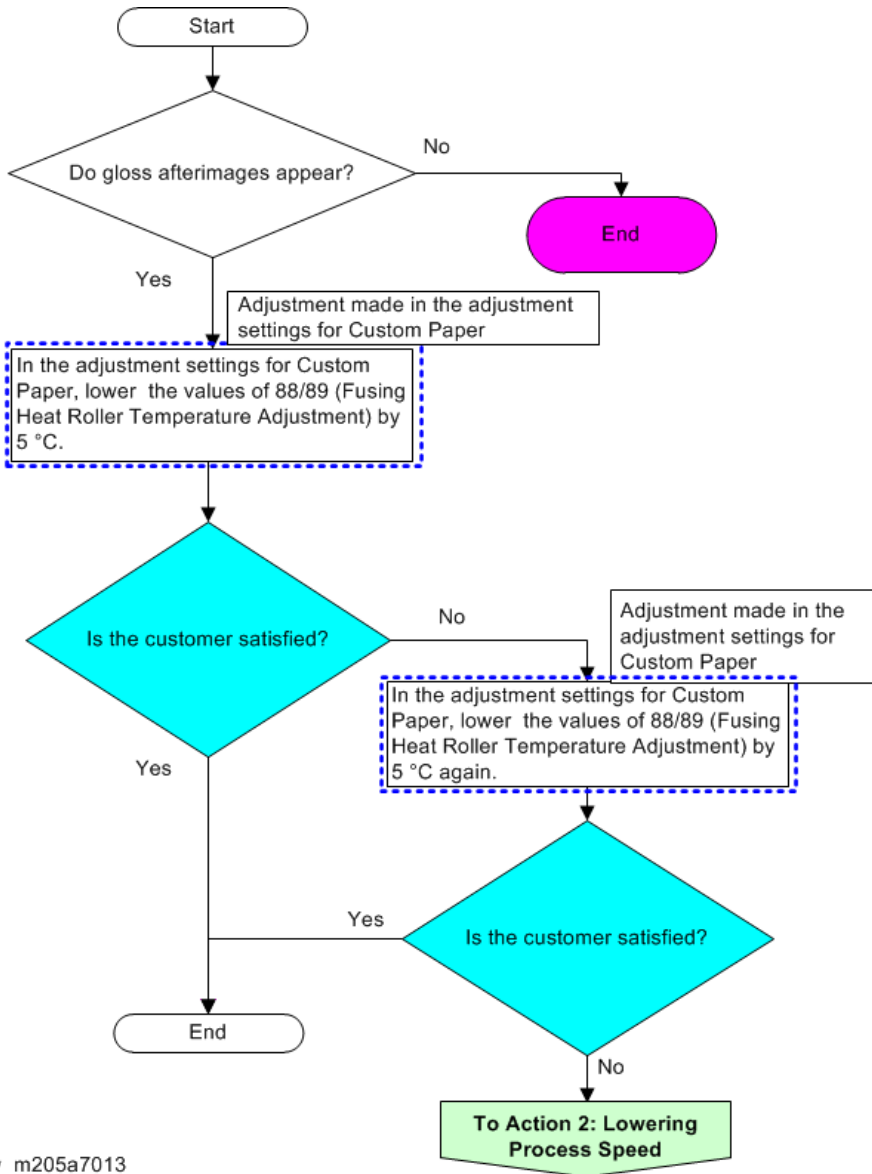 Start
Do gloss afterimages appear?
No
End
Yes
Adjustment made in the adjustment
settings for Custom Paper
In the adjustment settings for Custom
Paper, lower  the values of 88/89 (Fusing
Heat Roller Temperature Adjustment) by
5 °C.
Is the customer satisfied?
No
Adjustment made in the
adjustment settings for
Custom Paper
In the adjustment settings for Custom
Paper, lower  the values of 88/89 (Fusing
Heat Roller Temperature Adjustment) by
5 °C again.
Yes
Yes
Is the customer satisfied?
End
No
To Action 2: Lowering
Process Speed
m205a7013